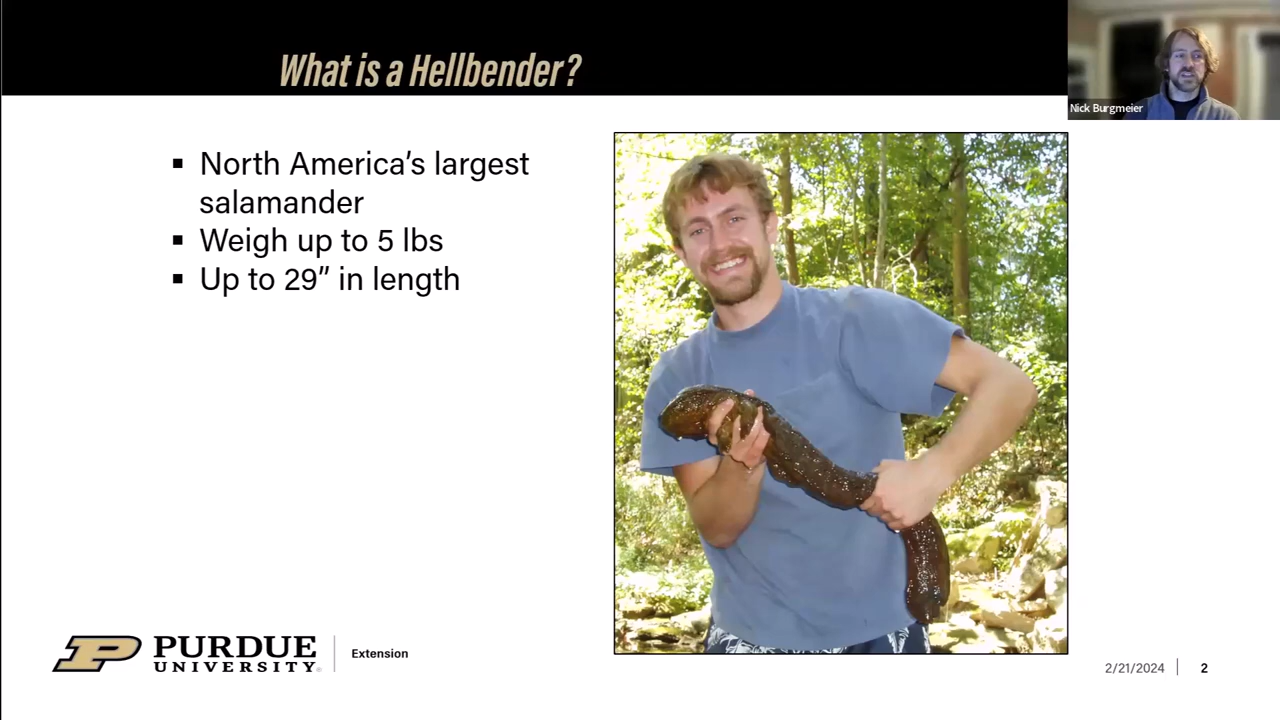 What is a Hellbender?
Nick Burgmeier
▪ North America’s largest
salamander
▪ Weigh up to 5 lbs
▪ Up to 29” in length
PURDUE
UNIVERSITY®
Extension
2/21/2024
2